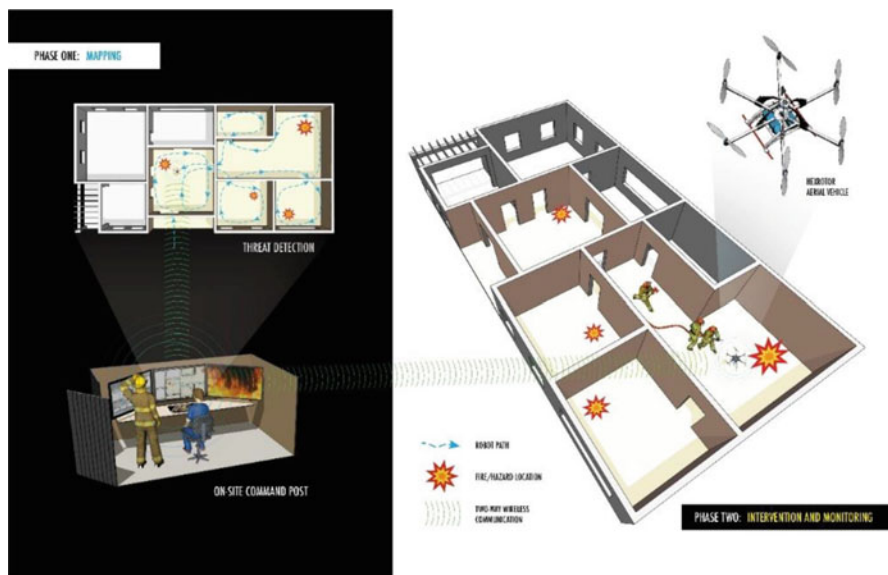 PHASE ONE: MAPPING
THREAT DETECTION
ON-SITE COMMAND POST
HEXROTOR
AERIAL VEHICLE
ROBOT PATH
FIRE/HAZARD LOCATION
TWO-WAY WIRELESS
COMMUNICATION
PHASE TWO: INTERVENTION AND MONITORING